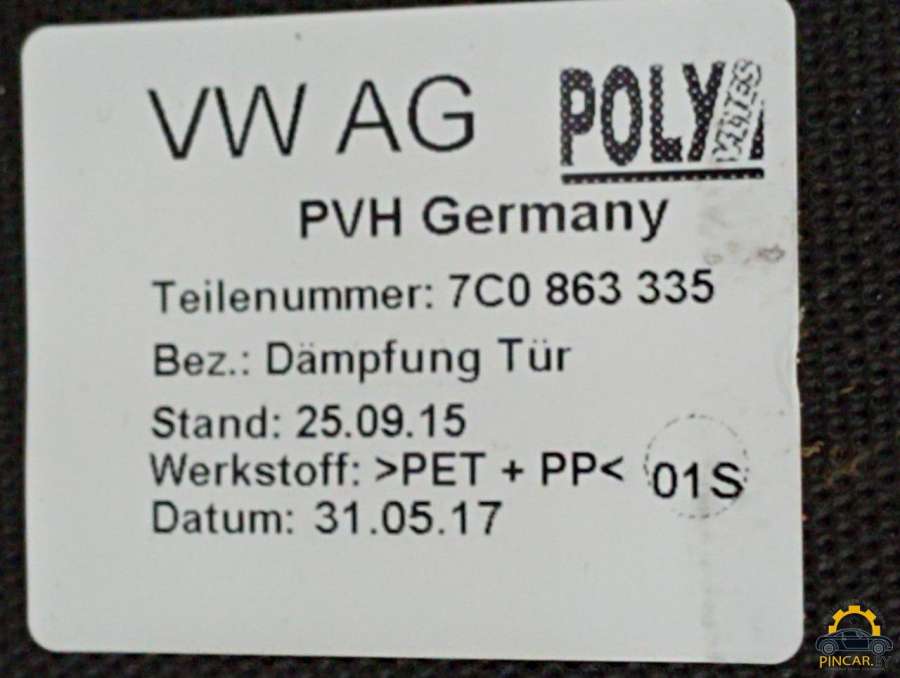 VW AG
POLY
PVH Germany
Teilenummer: 7C0 863 335
Bez.: Dämpfung Tür
Stand: 25.09.15
Werkstoff: >PET + PP< 01S
Datum: 31.05.17
PINCAR.BY